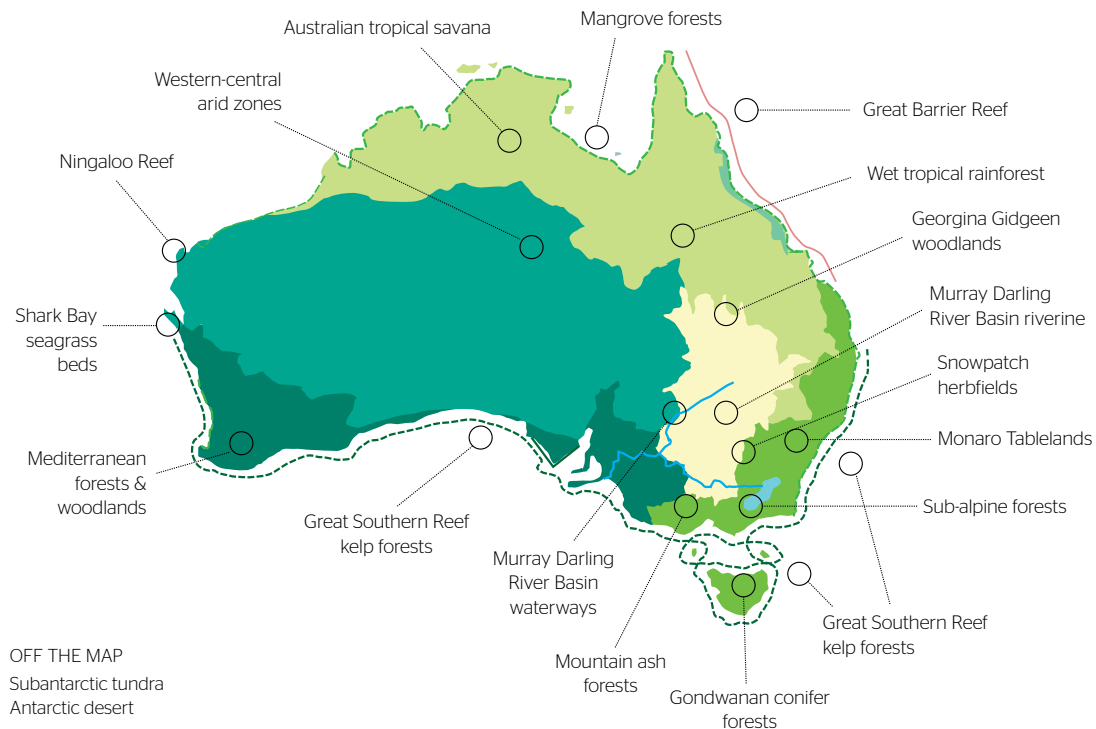 Australian tropical savana
Mangrove forests
Western-central
arid zones
Great Barrier Reef
Ningaloo Reef
Wet tropical rainforest
Georgina Gidgeen
woodlands
Murray Darling
River Basin riverine
Shark Bay
seagrass
beds
Snowpatch
herbfields
Monaro Tablelands
Mediterranean
forests &
woodlands
Sub-alpine forests
Great Southern Reef
kelp forests
Murray Darling
River Basin
waterways
Great Southern Reef
kelp forests
Mountain ash
forests
Gondwanan conifer
forests
OFF THE MAP
Subantarctic tundra
Antarctic desert